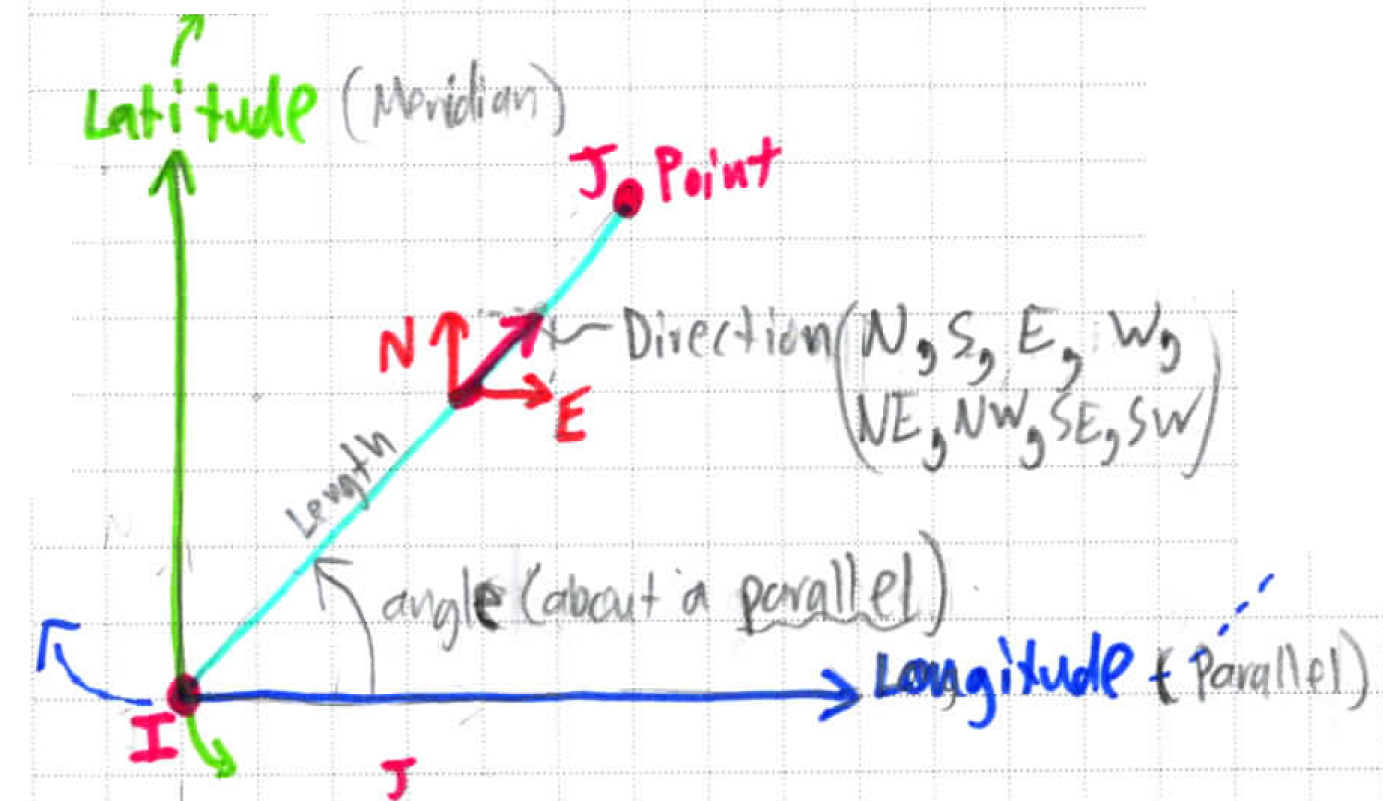 Latitude (Meridian)
J Point
N
Direction (N, S, E, W,
NE, NW, SE, SW)
E
Length
angle (about a parallel)
Longitude (Parallel)
I
J